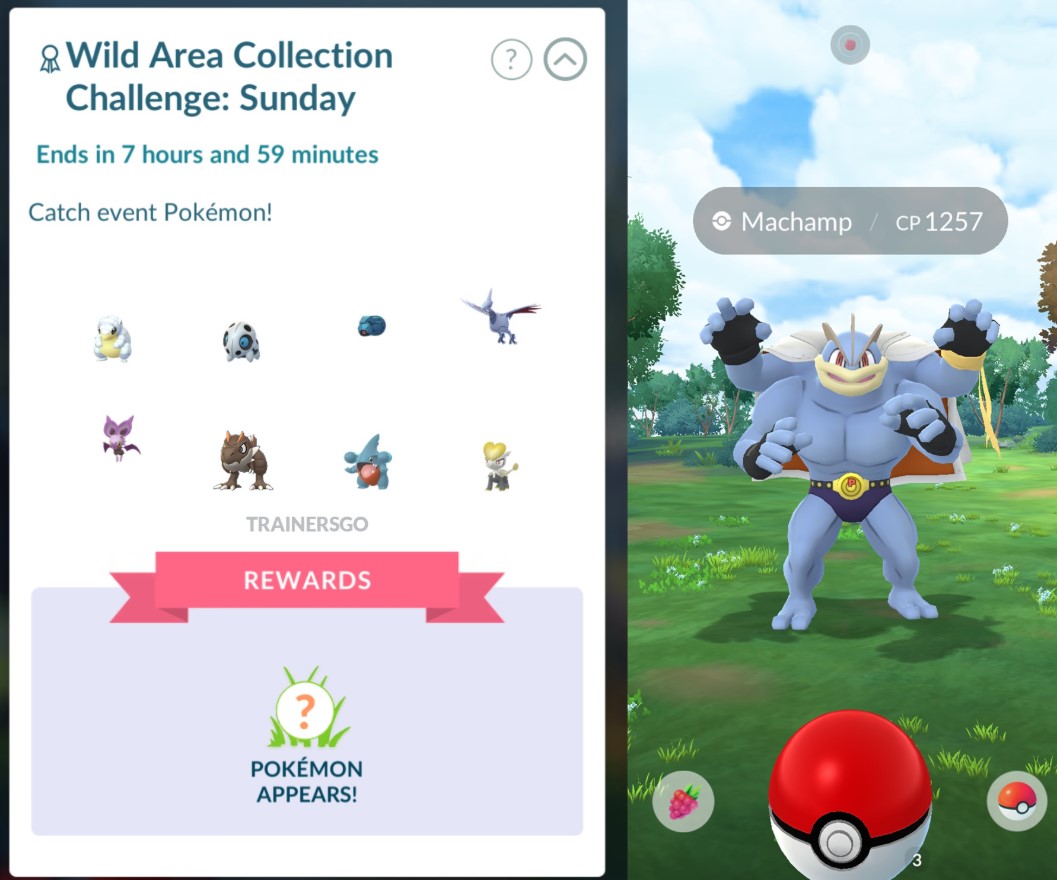 Wild Area Collection
Challenge: Sunday
?
Ends in 7 hours and 59 minutes
Catch event Pokémon!
TRAINERSGO
REWARDS
?
POKÉMON
APPEARS!
Machamp / CP 1257
3